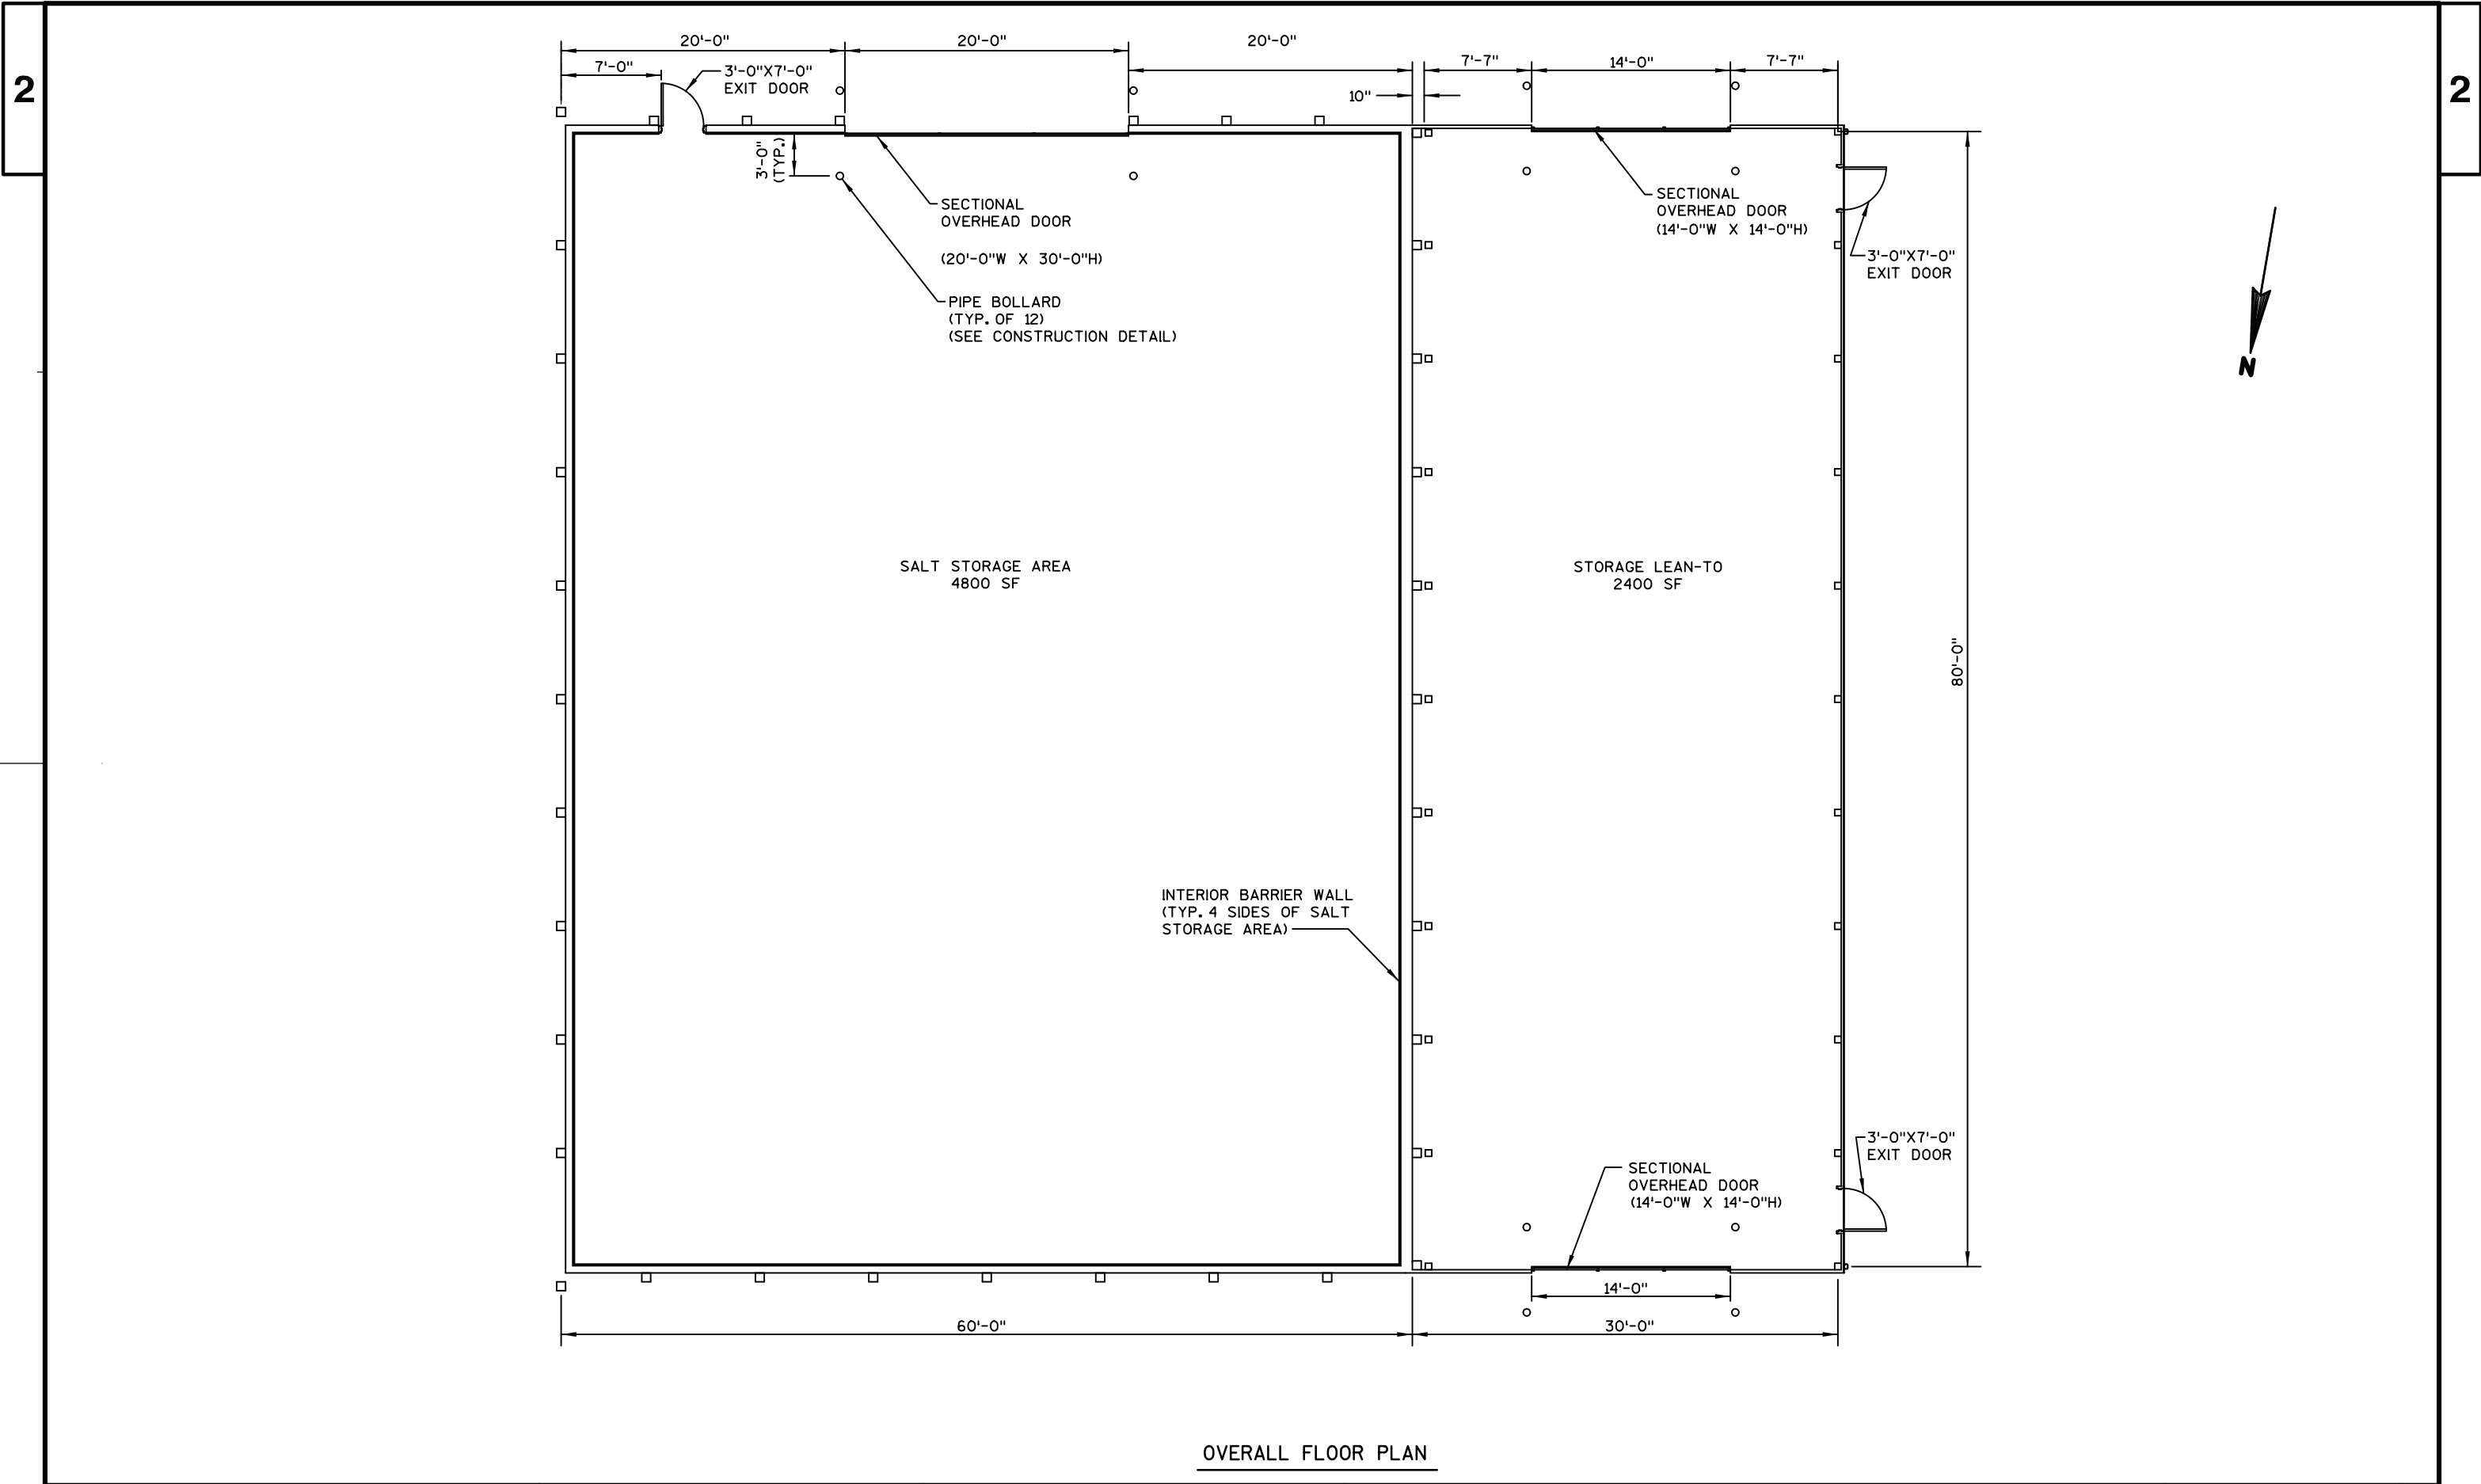 2
2
20'-0"
20'-0"
20'-0"
7'-0"
3'-0"X7'-0"
EXIT DOOR
7'-7"
14'-0"
7'-7"
10"
3'-0"
(TYP.)
SECTIONAL
OVERHEAD DOOR
(20'-0"W X 30'-0"H)
PIPE BOLLARD
(TYP. OF 12)
(SEE CONSTRUCTION DETAIL)
SECTIONAL
OVERHEAD DOOR
(14'-0"W X 14'-0"H)
3'-0"X7'-0"
EXIT DOOR
N
SALT STORAGE AREA
4800 SF
STORAGE LEAN-TO
2400 SF
80'-0"
INTERIOR BARRIER WALL
(TYP. 4 SIDES OF SALT
STORAGE AREA)
3'-0"X7'-0"
EXIT DOOR
SECTIONAL
OVERHEAD DOOR
(14'-0"W X 14'-0"H)
14'-0"
60'-0"
30'-0"
OVERALL FLOOR PLAN